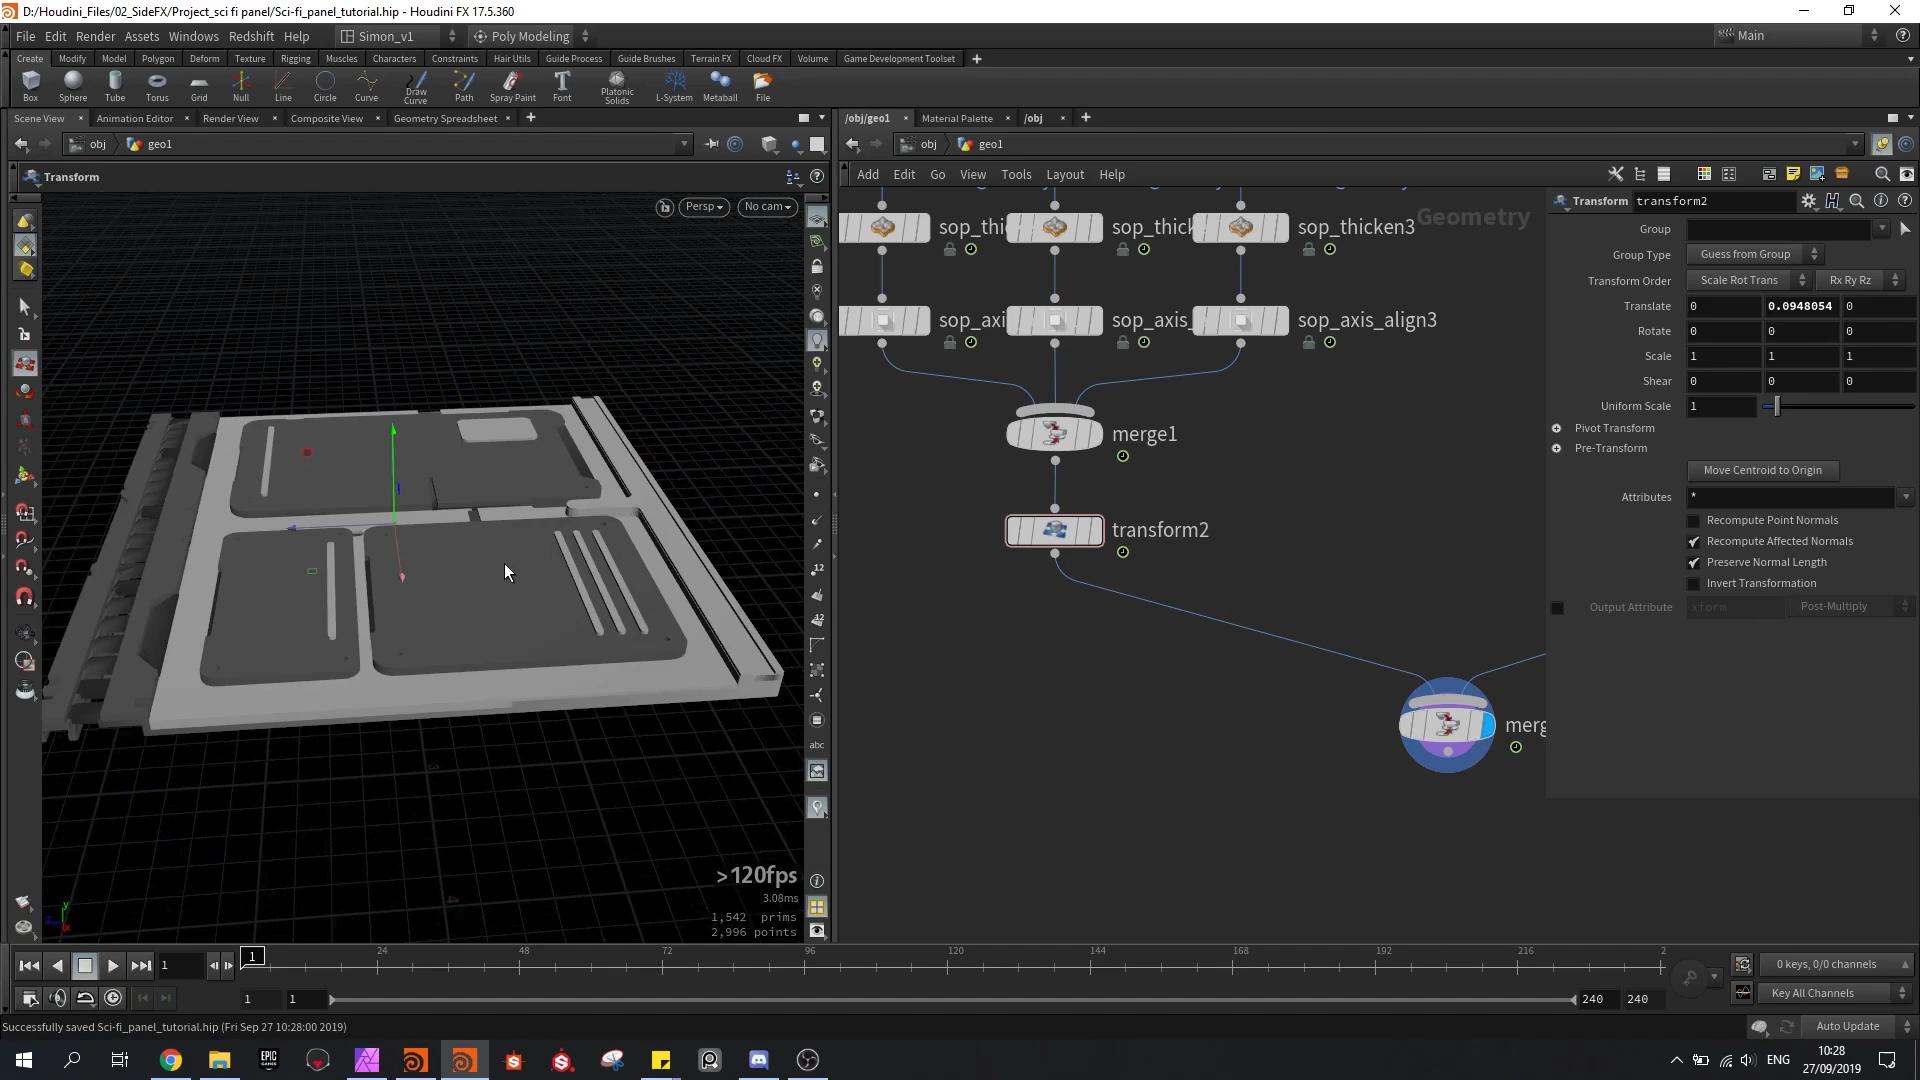 D:/Houdini_Files/02_SideFX/Project_sci fi panel/Sci-fi_panel_tutorial.hip - Houdini FX 17.5.360
File Edit Render Assets Windows Redshift Help Simon_v1 Poly Modeling Main
Create Modify Model Polygon Deform Texture Rigging Muscles Characters Constraints Hair Utils Guide Process Guide Brushes Terrain FX Cloud FX Volume Game Development Toolset
Box Sphere Tube Torus Grid Null Line Circle Curve Draw Curve Path Spray Paint Font Platonic Solids L-System Metaball File
Scene View Animation Editor Render View Composite View Geometry Spreadsheet
/obj/geo1 Material Palette /obj
obj geo1
obj geo1
Transform
Add Edit Go View Tools Layout Help
Persp No cam
Geometry
sop_thi sop_thick sop_thicken3
sop_axi sop_axis_ sop_axis_align3
merge1
transform2
merg
Transform transform2
Group
Group Type Guess from Group
Transform Order Scale Rot Trans Rx Ry Rz
Translate 0 0.0948054 0
Rotate 0 0 0
Scale 1 1 1
Shear 0 0 0
Uniform Scale 1
Pivot Transform
Pre-Transform
Move Centroid to Origin
Attributes *
Recompute Point Normals
Recompute Affected Normals
Preserve Normal Length
Invert Transformation
Output Attribute xform Post-Multiply
12
12
abc
>120fps
3.08ms
1,542 prims
2,996 points
y
z
x
1 1 24 48 72 96 120 144 168 192 216 2
0 keys, 0/0 channels
1 1 240 240
Key All Channels
Successfully saved Sci-fi_panel_tutorial.hip (Fri Sep 27 10:28:00 2019)
Auto Update
EPIC GAMES
ENG
10:28
27/09/2019